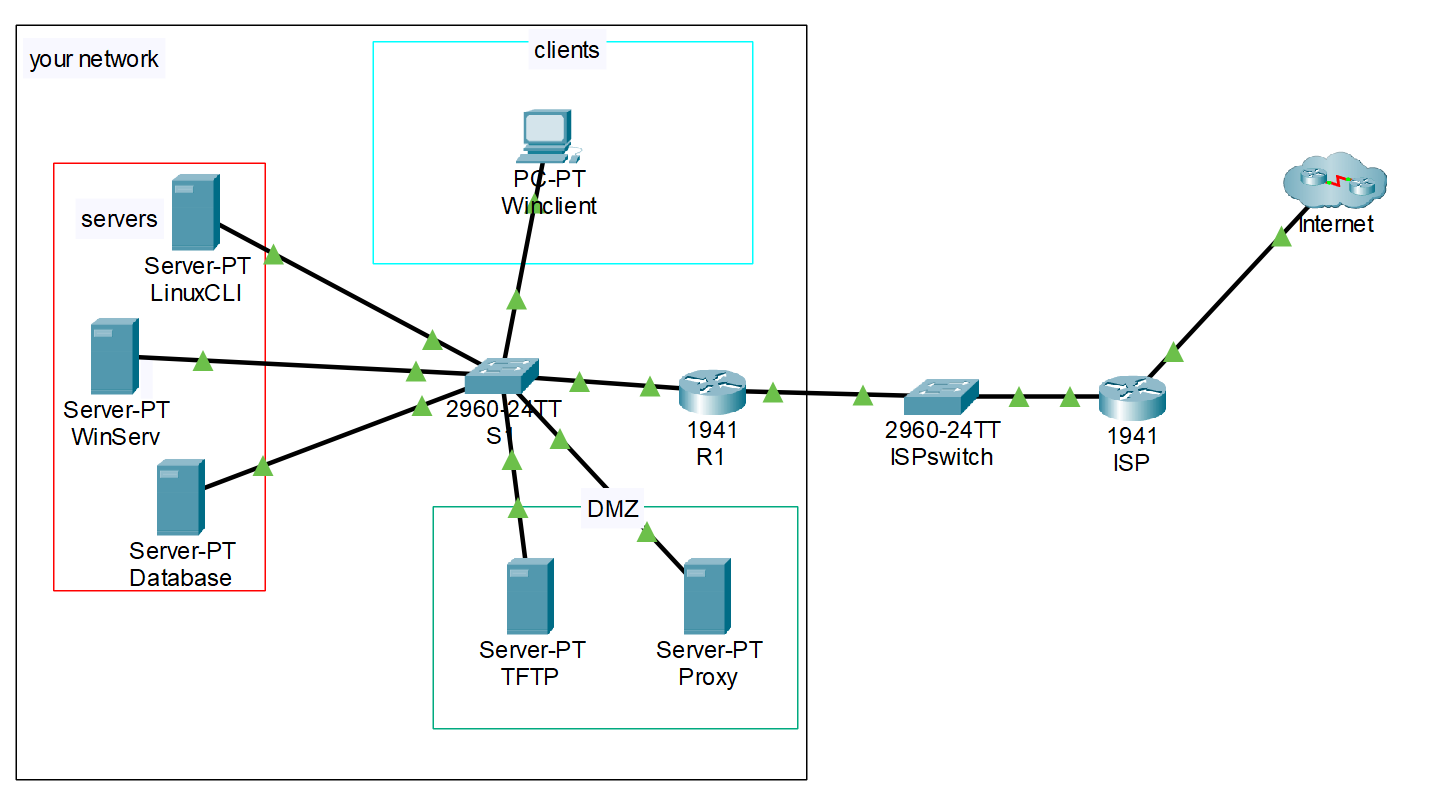 your network
clients
PC-PT
Winclient
servers
Server-PT
LinuxCLI
Server-PT
WinServ
Server-PT
Database
2960-24TT
S1
1941
R1
2960-24TT
ISPswitch
1941
ISP
Internet
DMZ
Server-PT
TFTP
Server-PT
Proxy